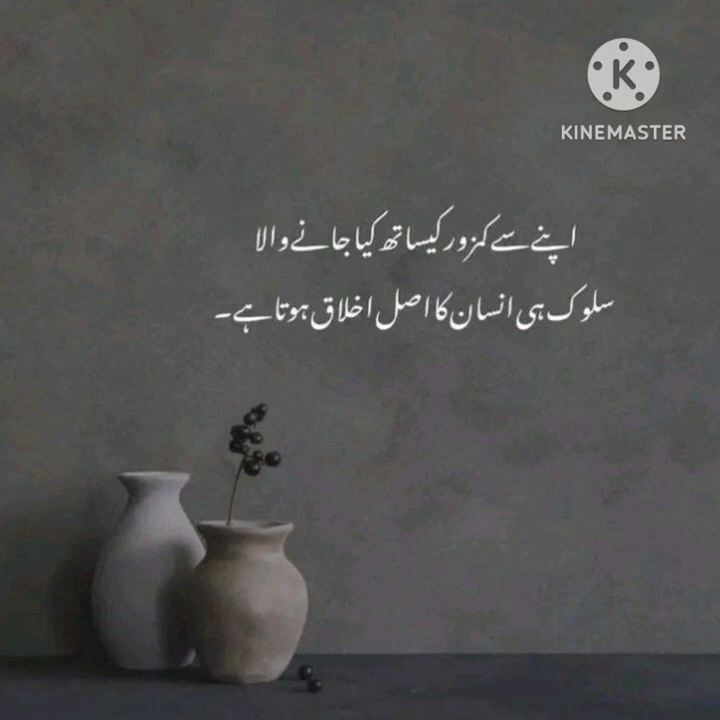 KINEMASTER
اپنے سے کمزور کیساتھ کیا جانے والا
سلوک ہی انسان کا اصل اخلاق ہوتا ہے۔